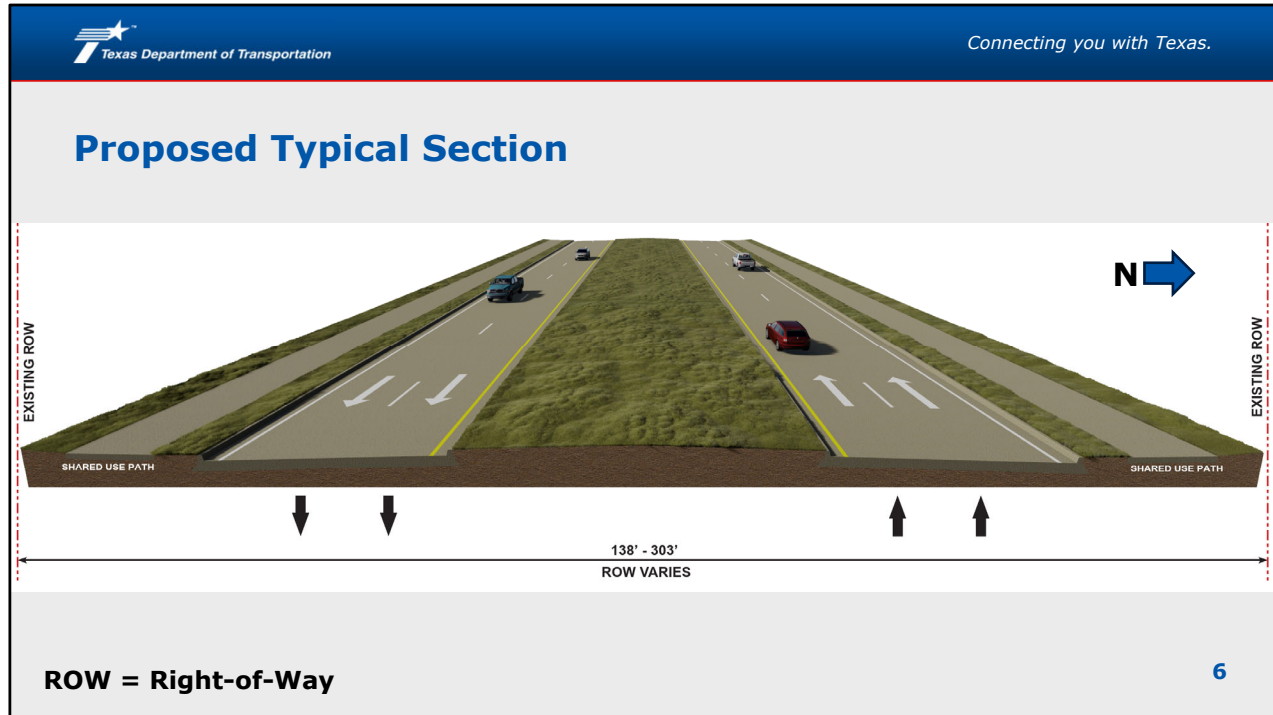 Texas Department of Transportation
Connecting you with Texas.
Proposed Typical Section
N
EXISTING ROW
EXISTING ROW
SHARED USE PATH
SHARED USE PATH
138' - 303'
ROW VARIES
ROW = Right-of-Way
6